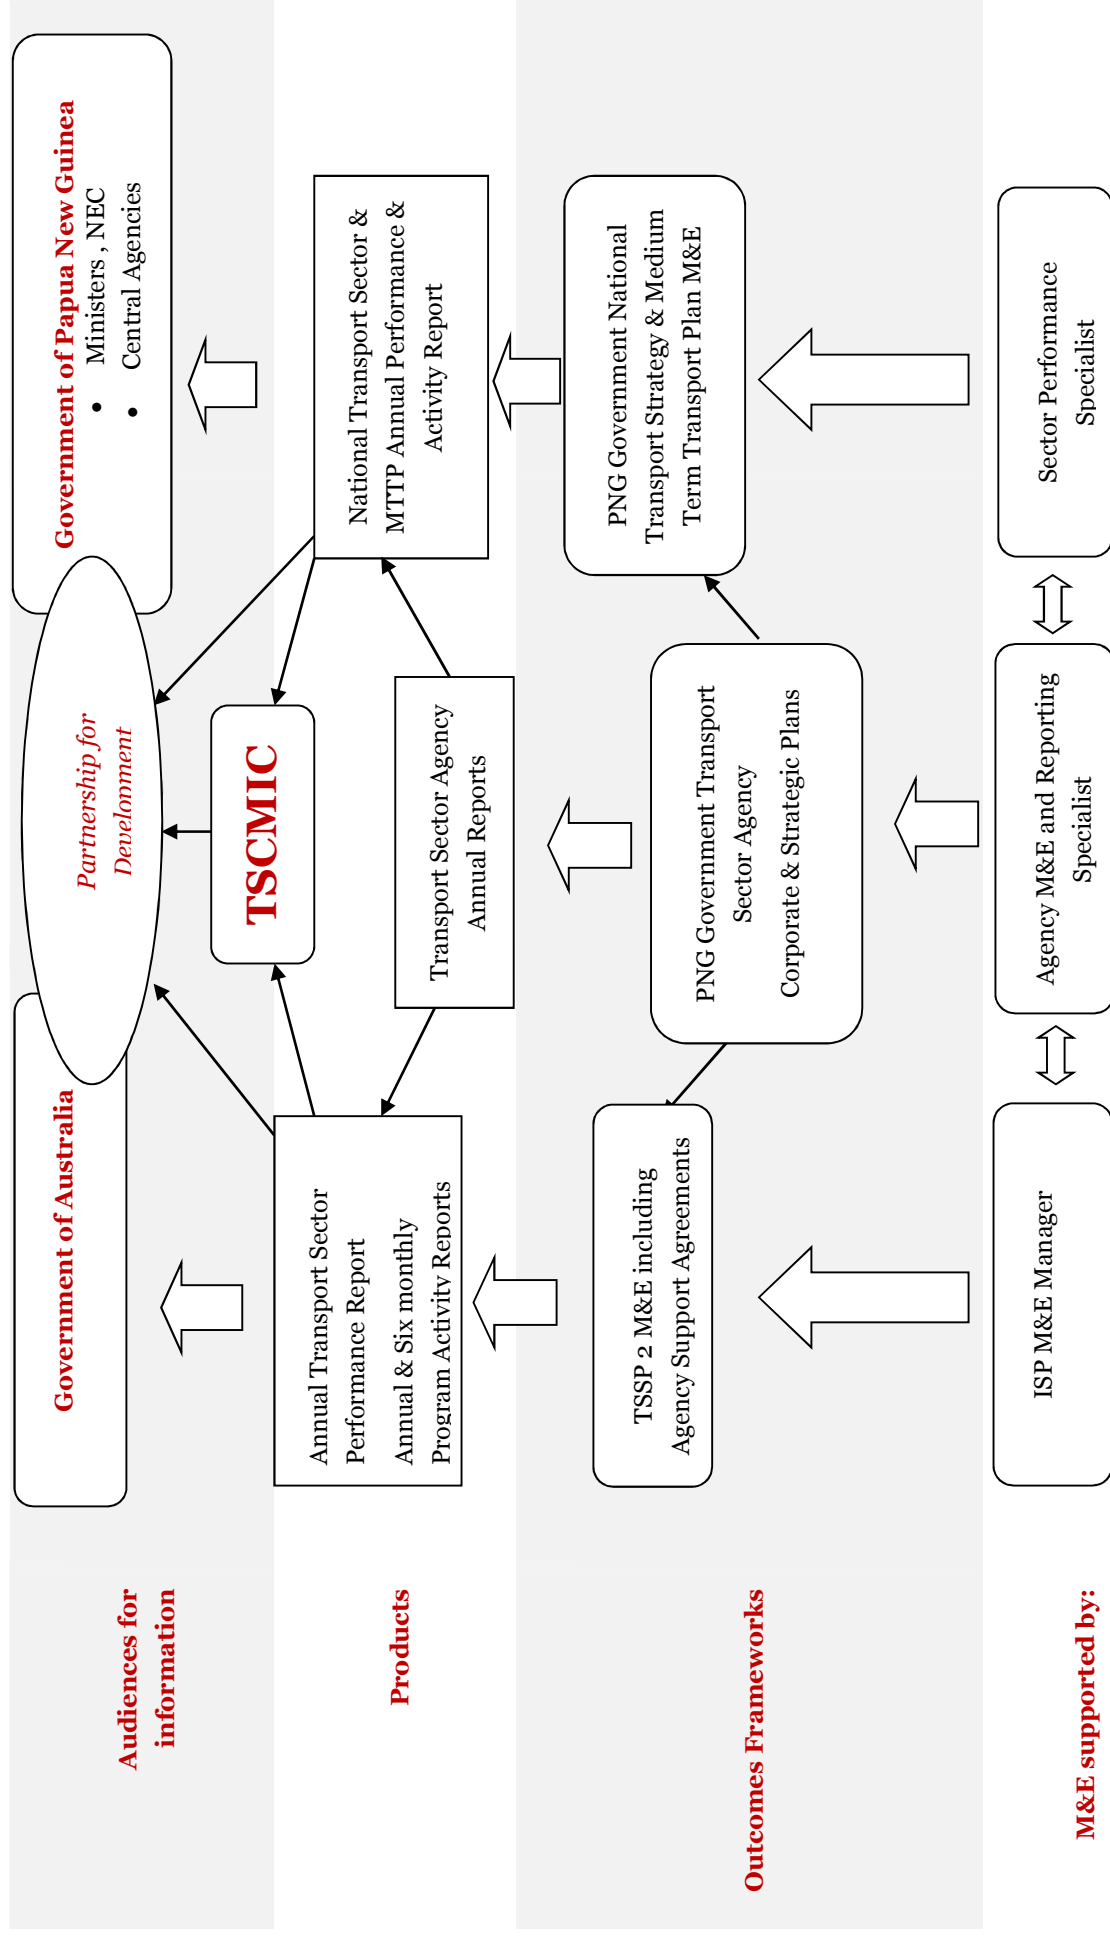 Audiences for
information
Government of Australia
Partnership for
Development
Government of Papua New Guinea
• Ministers , NEC
• Central Agencies
TSCMIC
Products
Annual Transport Sector
Performance Report
Annual & Six monthly
Program Activity Reports
Transport Sector Agency
Annual Reports
National Transport Sector &
MTTP Annual Performance &
Activity Report
Outcomes Frameworks
TSSP 2 M&E including
Agency Support Agreements
PNG Government Transport
Sector Agency
Corporate & Strategic Plans
PNG Government National
Transport Strategy & Medium
Term Transport Plan M&E
M&E supported by:
ISP M&E Manager
Agency M&E and Reporting
Specialist
Sector Performance
Specialist